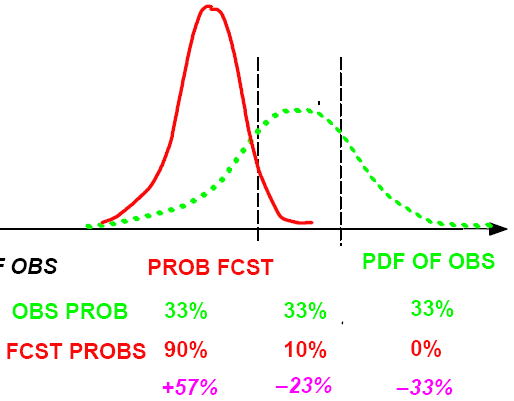 F OBS PROB FCST PDF OF OBS
OBS PROB 33% 33% 33%
FCST PROBS 90% 10% 0%
+57% –23% –33%